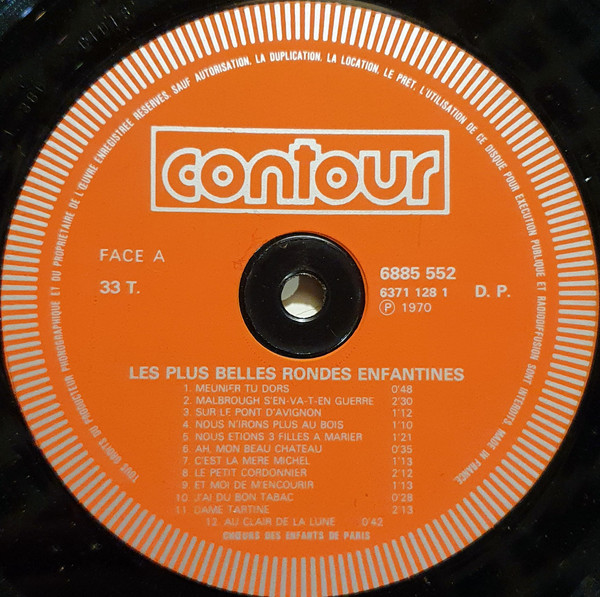 TOUS DROITS DU PRODUCTEUR PHONOGRAPHIQUE ET DU PROPRIETAIRE DE L'ŒUVRE ENREGISTREE RESERVES. SAUF AUTORISATION, LA DUPLICATION, LA LOCATION, LE PRET, L'UTILISATION DE CE DISQUE POUR EXECUTION PUBLIQUE ET RADIODIFFUSION SONT INTERDITS. MADE IN FRANCE
contour
FACE A
33 T.
6885 552
6371 128 1
Ⓟ 1970
D. P.
LES PLUS BELLES RONDES ENFANTINES
1. MEUNIER TU DORS 0'48
2. MALBROUGH S'EN-VA-T-EN GUERRE 2'30
3. SUR LE PONT D'AVIGNON 1'12
4. NOUS N'IRONS PLUS AU BOIS 1'10
5 NOUS ETIONS 3 FILLES A MARIER 1'21
6. AH, MON BEAU CHATEAU 0'35
7. C'EST LA MERE MICHEL 1'13
8. LE PETIT CORDONNIER 2'12
9. ET MOI DE M'ENCOURIR 1'13
10. J'AI DU BON TABAC 0'28
11. DAME TARTINE 2'13
12. AU CLAIR DE LA LUNE 0'42
CHŒURS DES ENFANTS DE PARIS